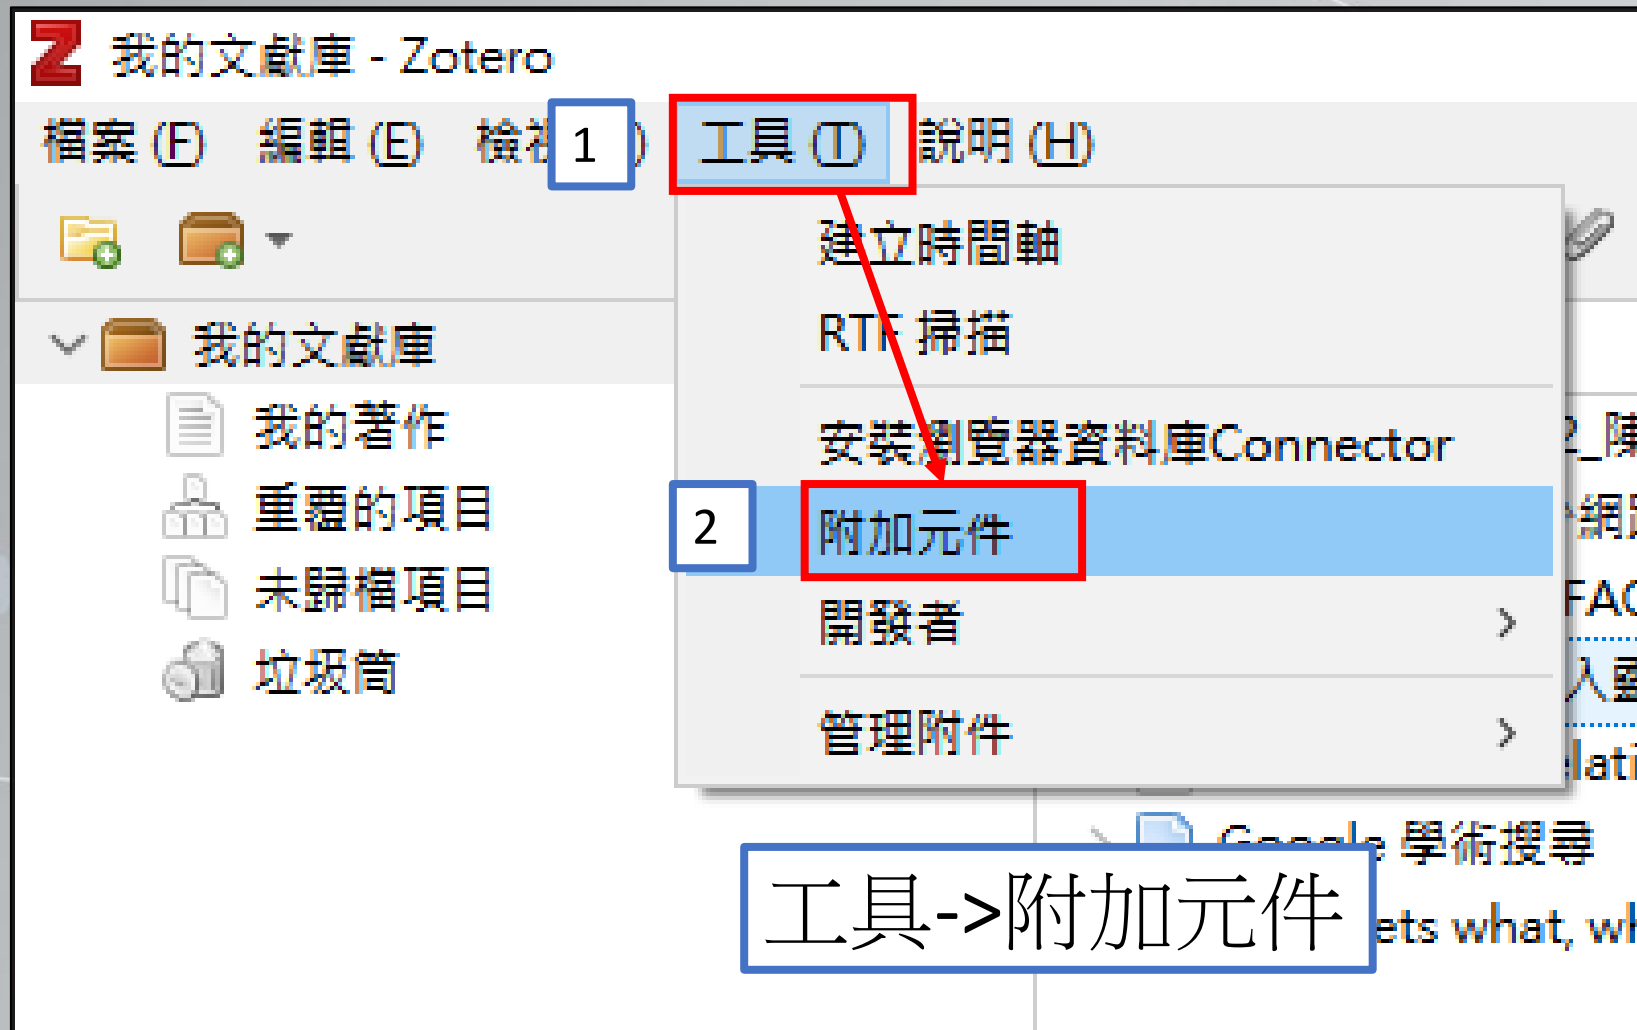 我的文獻庫 - Zotero
檔案 (F) 編輯 (E) 1 工具 (T) 說明 (H)
建立時間軸
RTF 掃描
安裝瀏覽器資料庫Connector
2 附加元件
開發者
管理附件
我的文獻庫
我的著作
重覆的項目
未歸檔項目
垃圾筒
Google 學術搜尋
what,
工具->附加元件